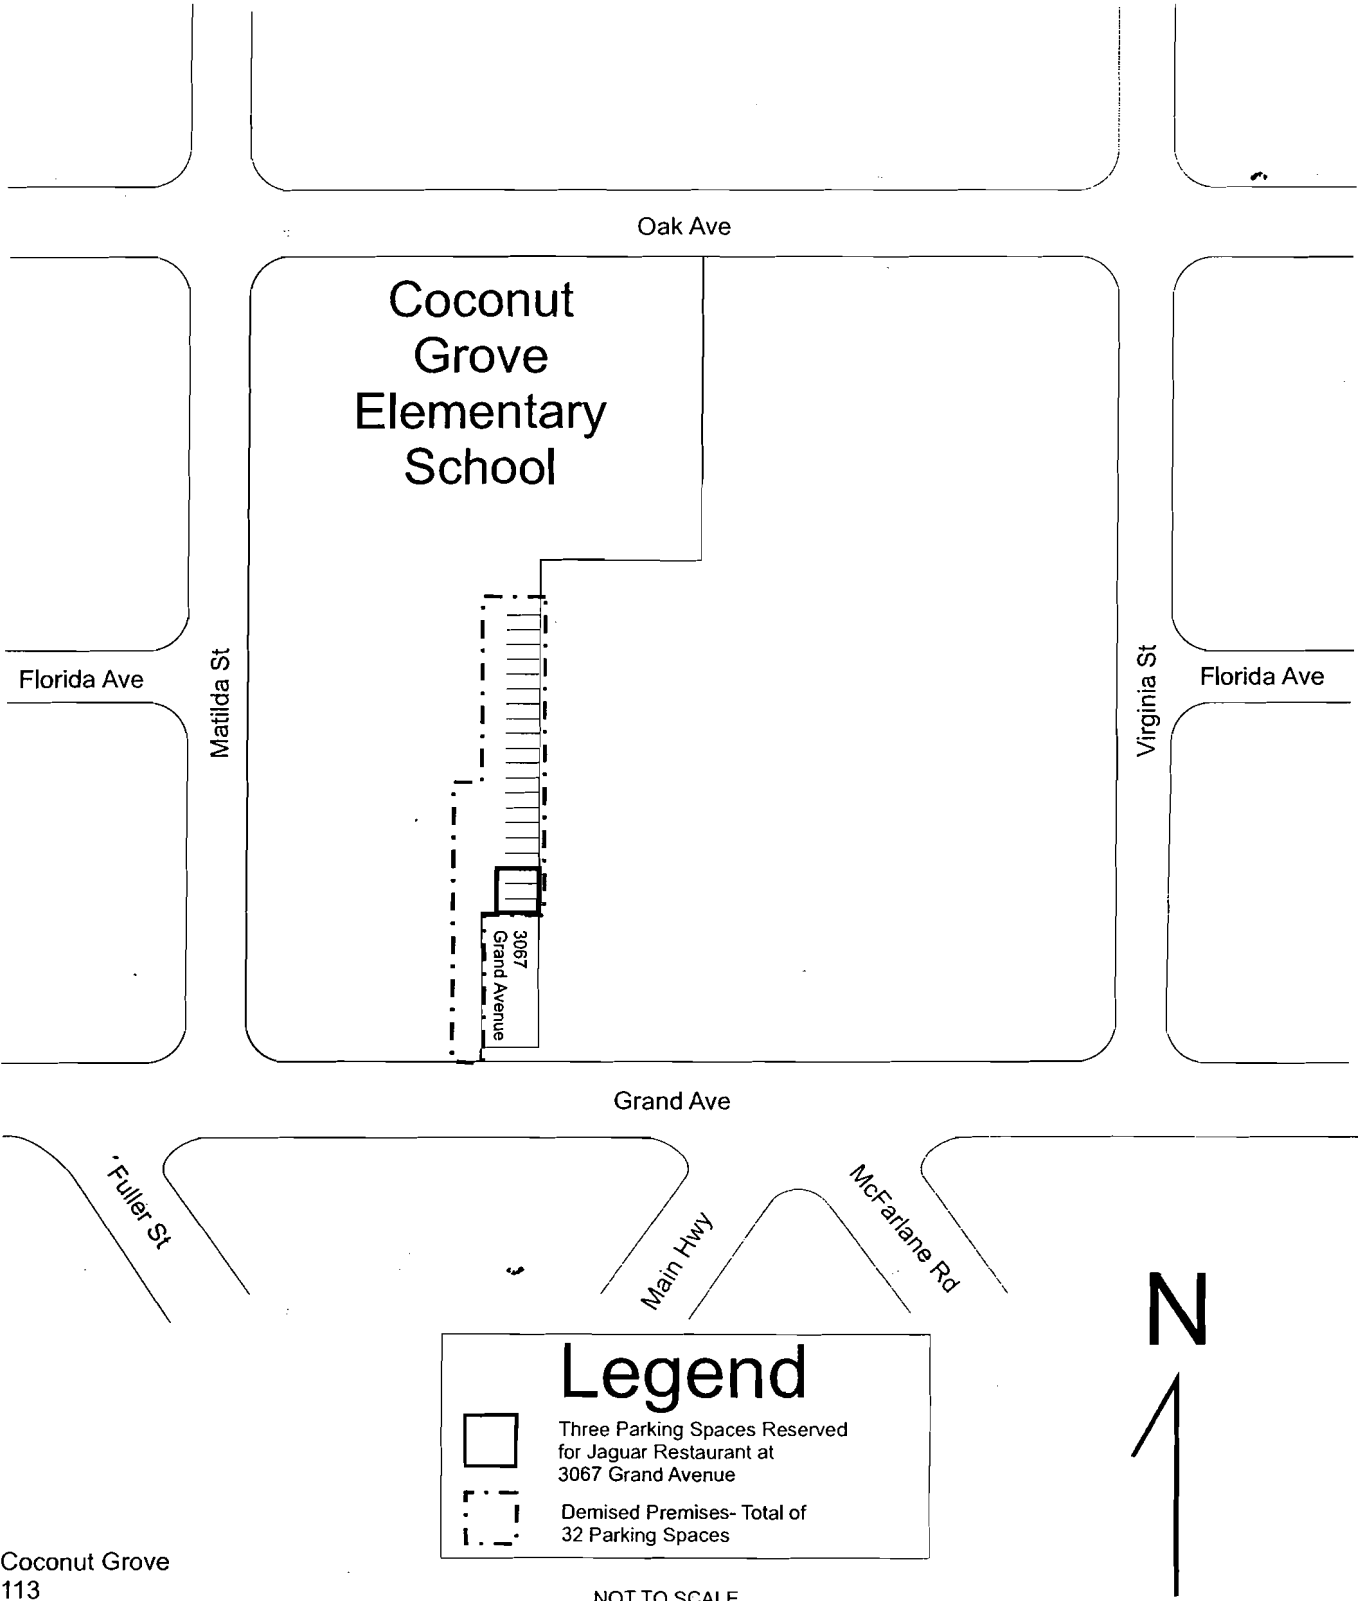 Oak Ave
Coconut
Grove
Elementary
School
Florida Ave
Matilda St
Virginia St
Florida Ave
3067
Grand Avenue
Grand Ave
Fuller St
Main Hwy
McFarlane Rd
N
Legend
Three Parking Spaces Reserved
for Jaguar Restaurant at
3067 Grand Avenue
Demised Premises- Total of
32 Parking Spaces
Coconut Grove
113
NOT TO SCALE